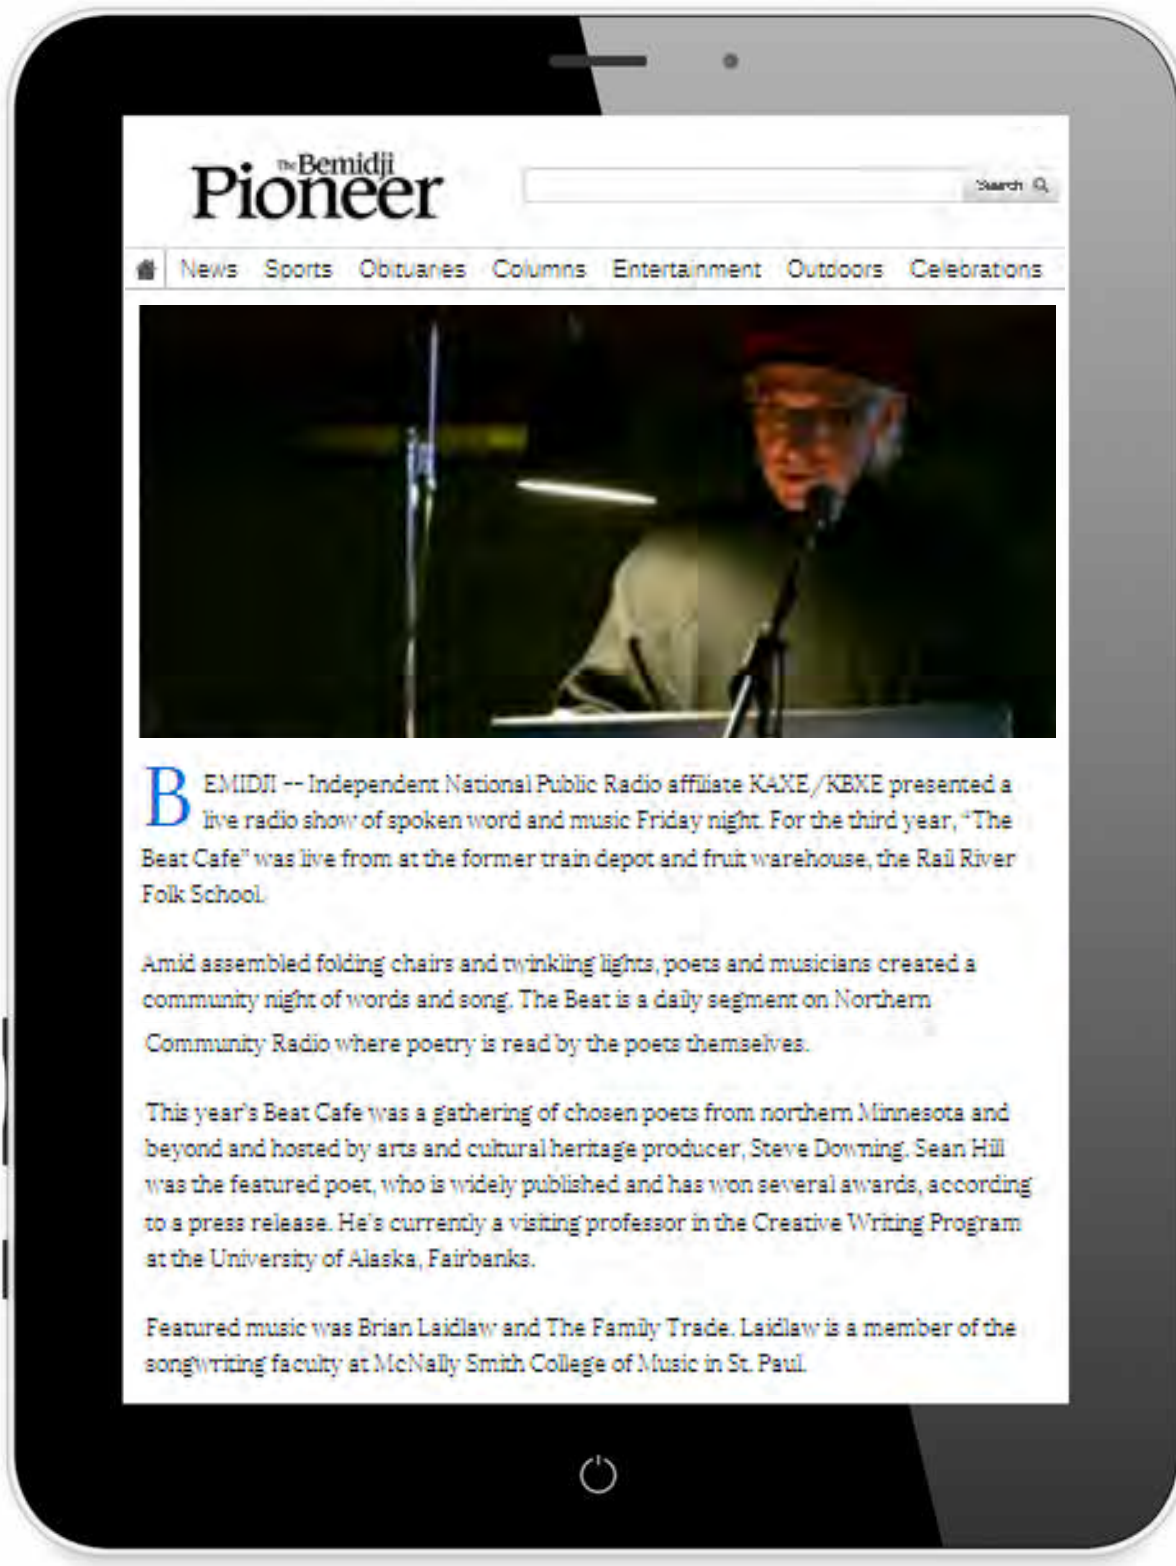 The Bemidji
Pioneer
Search
News Sports Obituaries Columns Entertainment Outdoors Celebrations
BEMIDJI -- Independent National Public Radio affiliate KAXE/KBXE presented a
live radio show of spoken word and music Friday night. For the third year, “The
Beat Cafe” was live from at the former train depot and fruit warehouse, the Rail River
Folk School.
Amid assembled folding chairs and twinkling lights, poets and musicians created a
community night of words and song. The Beat is a daily segment on Northern
Community Radio where poetry is read by the poets themselves.
This year’s Beat Cafe was a gathering of chosen poets from northern Minnesota and
beyond and hosted by arts and cultural heritage producer, Steve Downing. Sean Hill
was the featured poet, who is widely published and has won several awards, according
to a press release. He’s currently a visiting professor in the Creative Writing Program
at the University of Alaska, Fairbanks.
Featured music was Brian Laidlaw and The Family Trade. Laidlaw is a member of the
songwriting faculty at McNally Smith College of Music in St. Paul.